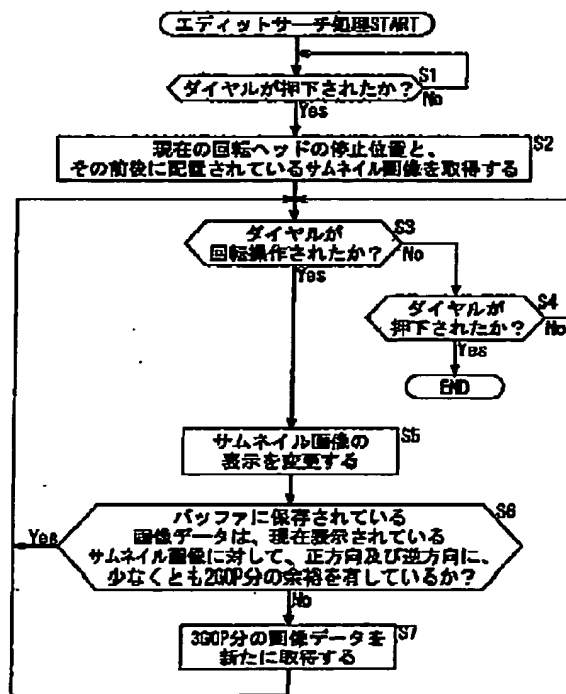 エディットサーチ処理START
S1
ダイヤルが押下されたか?
No
Yes
S2
現在の回転ヘッドの停止位置と、
その前後に配置されているサムネイル画像を取得する
S3
ダイヤルが
回転操作されたか?
No
Yes
S4
ダイヤルが
押下されたか?
No
Yes
END
S5
サムネイル画像の
表示を変更する
S6
バッファに保存されている
画像データは、現在表示されている
サムネイル画像に対して、正方向及び逆方向に、
少なくとも2GOP分の余裕を有しているか?
Yes
No
S7
3GOP分の画像データを
新たに取得する